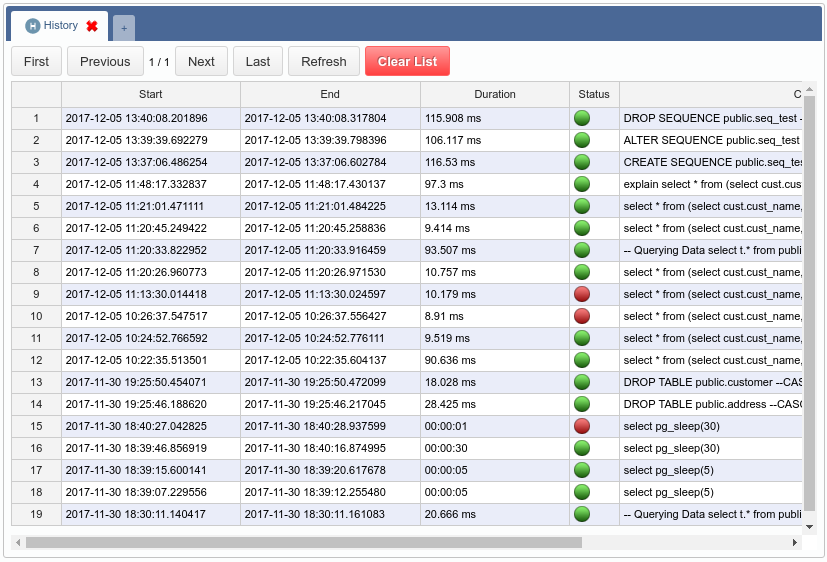 H History
+
First Previous 1 / 1 Next Last Refresh Clear List
Start End Duration Status C
1 2017-12-05 13:40:08.201896 2017-12-05 13:40:08.317804 115.908 ms DROP SEQUENCE public.seq_test -
2 2017-12-05 13:39:39.692279 2017-12-05 13:39:39.798396 106.117 ms ALTER SEQUENCE public.seq_test
3 2017-12-05 13:37:06.486254 2017-12-05 13:37:06.602784 116.53 ms CREATE SEQUENCE public.seq_tes
4 2017-12-05 11:48:17.332837 2017-12-05 11:48:17.430137 97.3 ms explain select * from (select cust.cus
5 2017-12-05 11:21:01.471111 2017-12-05 11:21:01.484225 13.114 ms select * from (select cust.cust_name,
6 2017-12-05 11:20:45.249422 2017-12-05 11:20:45.258836 9.414 ms select * from (select cust.cust_name,
7 2017-12-05 11:20:33.822952 2017-12-05 11:20:33.916459 93.507 ms -- Querying Data select t.* from publi
8 2017-12-05 11:20:26.960773 2017-12-05 11:20:26.971530 10.757 ms select * from (select cust.cust_name,
9 2017-12-05 11:13:30.014418 2017-12-05 11:13:30.024597 10.179 ms select * from (select cust.cust_name,
10 2017-12-05 10:26:37.547517 2017-12-05 10:26:37.556427 8.91 ms select * from (select cust.cust_name,
11 2017-12-05 10:24:52.766592 2017-12-05 10:24:52.776111 9.519 ms select * from (select cust.cust_name,
12 2017-12-05 10:22:35.513501 2017-12-05 10:22:35.604137 90.636 ms select * from (select cust.cust_name,
13 2017-11-30 19:25:50.454071 2017-11-30 19:25:50.472099 18.028 ms DROP TABLE public.customer --CAS
14 2017-11-30 19:25:46.188620 2017-11-30 19:25:46.217045 28.425 ms DROP TABLE public.address --CASC
15 2017-11-30 18:40:27.042825 2017-11-30 18:40:28.937599 00:00:01 select pg_sleep(30)
16 2017-11-30 18:39:46.856919 2017-11-30 18:40:16.874995 00:00:30 select pg_sleep(30)
17 2017-11-30 18:39:15.600141 2017-11-30 18:39:20.617678 00:00:05 select pg_sleep(5)
18 2017-11-30 18:39:07.229556 2017-11-30 18:39:12.255480 00:00:05 select pg_sleep(5)
19 2017-11-30 18:30:11.140417 2017-11-30 18:30:11.161083 20.666 ms -- Querying Data select t.* from publi